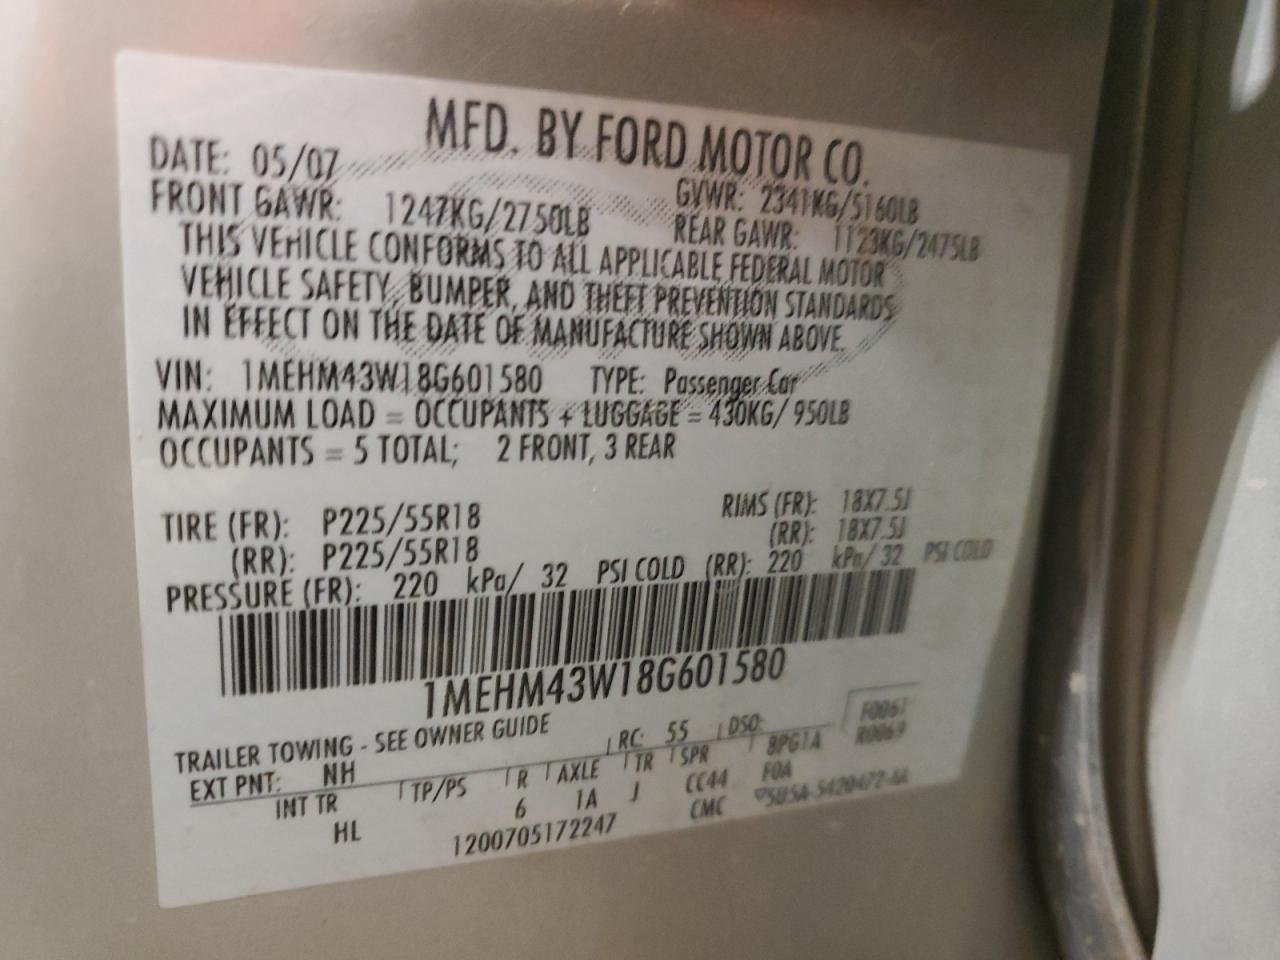 MFD. BY FORD MOTOR CO.
DATE: 05/07 GVWR: 2341KG/5160LB
FRONT GAWR: 1247KG/2750LB REAR GAWR: 1123KG/2475LB
THIS VEHICLE CONFORMS TO ALL APPLICABLE FEDERAL MOTOR
VEHICLE SAFETY, BUMPER, AND THEFT PREVENTION STANDARDS
IN EFFECT ON THE DATE OF MANUFACTURE SHOWN ABOVE.
VIN: 1MEHM43W18G601580 TYPE: Passenger Car
MAXIMUM LOAD = OCCUPANTS + LUGGAGE = 430KG/ 950LB
OCCUPANTS = 5 TOTAL; 2 FRONT, 3 REAR
TIRE (FR): P225/55R18 RIMS (FR): 18X7.5J
(RR): P225/55R18 (RR): 18X7.5J
PRESSURE (FR): 220 kPa/ 32 PSI COLD (RR): 220 kPa/ 32 PSI COLD
1MEHM43W18G601580
TRAILER TOWING - SEE OWNER GUIDE
EXT PNT: NH RC: 55 DSO: F0061
INT TR TP/PS R AXLE TR SPR 8PG1A R0069
HL 6 1A J CC44 FOA
1200705172247 CMC